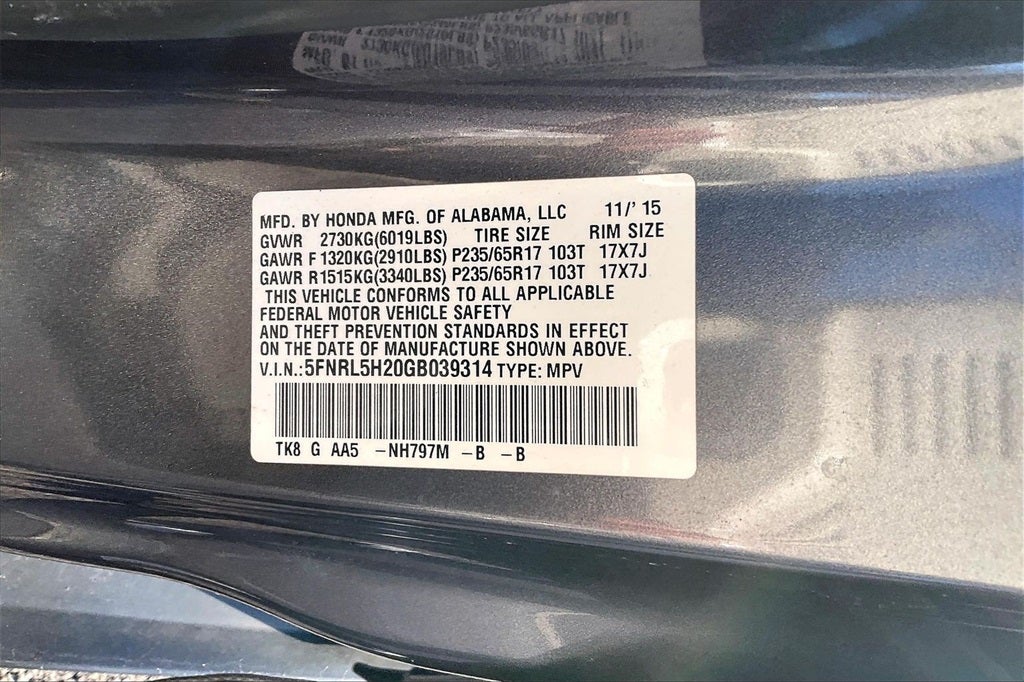 MFD. BY HONDA MFG. OF ALABAMA, LLC 11/' 15
GVWR 2730KG(6019LBS) TIRE SIZE RIM SIZE
GAWR F 1320KG(2910LBS) P235/65R17 103T 17X7J
GAWR R1515KG(3340LBS) P235/65R17 103T 17X7J
THIS VEHICLE CONFORMS TO ALL APPLICABLE
FEDERAL MOTOR VEHICLE SAFETY
AND THEFT PREVENTION STANDARDS IN EFFECT
ON THE DATE OF MANUFACTURE SHOWN ABOVE.
V.I.N.:5FNRL5H20GB039314 TYPE: MPV
TK8 G AA5 -NH797M -B -B